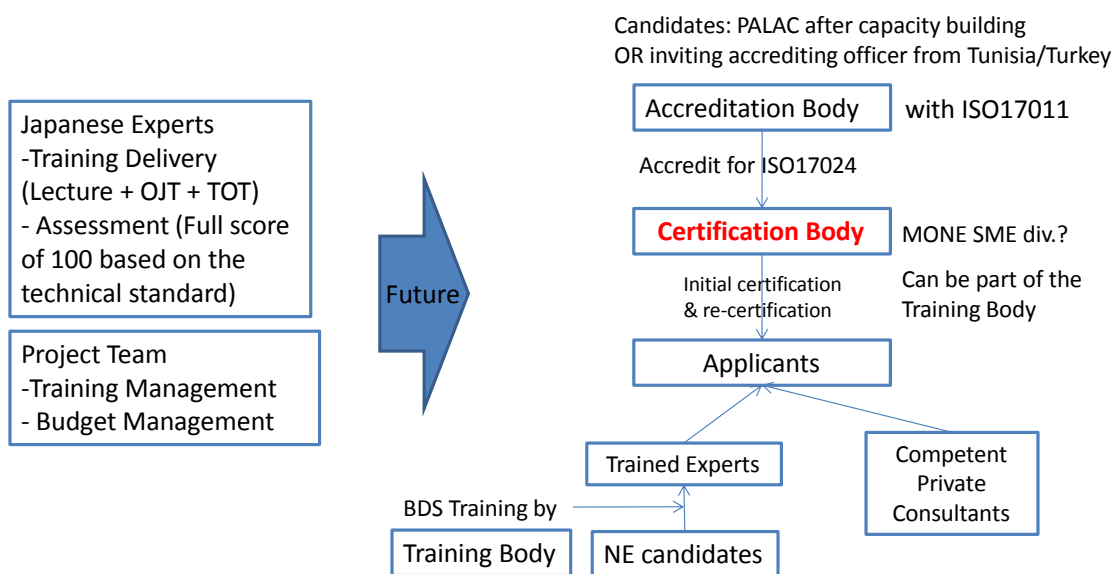 Candidates: PALAC after capacity building
OR inviting accrediting officer from Tunisia/Turkey
Japanese Experts
-Training Delivery
(Lecture + OJT + TOT)
- Assessment (Full score
of 100 based on the
technical standard)
Project Team
-Training Management
- Budget Management
Future
Accreditation Body
with ISO17011
Accredit for ISO17024
Certification Body
MONE SME div.?
Can be part of the
Training Body
Initial certification
& re-certification
Applicants
Trained Experts
Competent
Private
Consultants
BDS Training by
Training Body
NE candidates